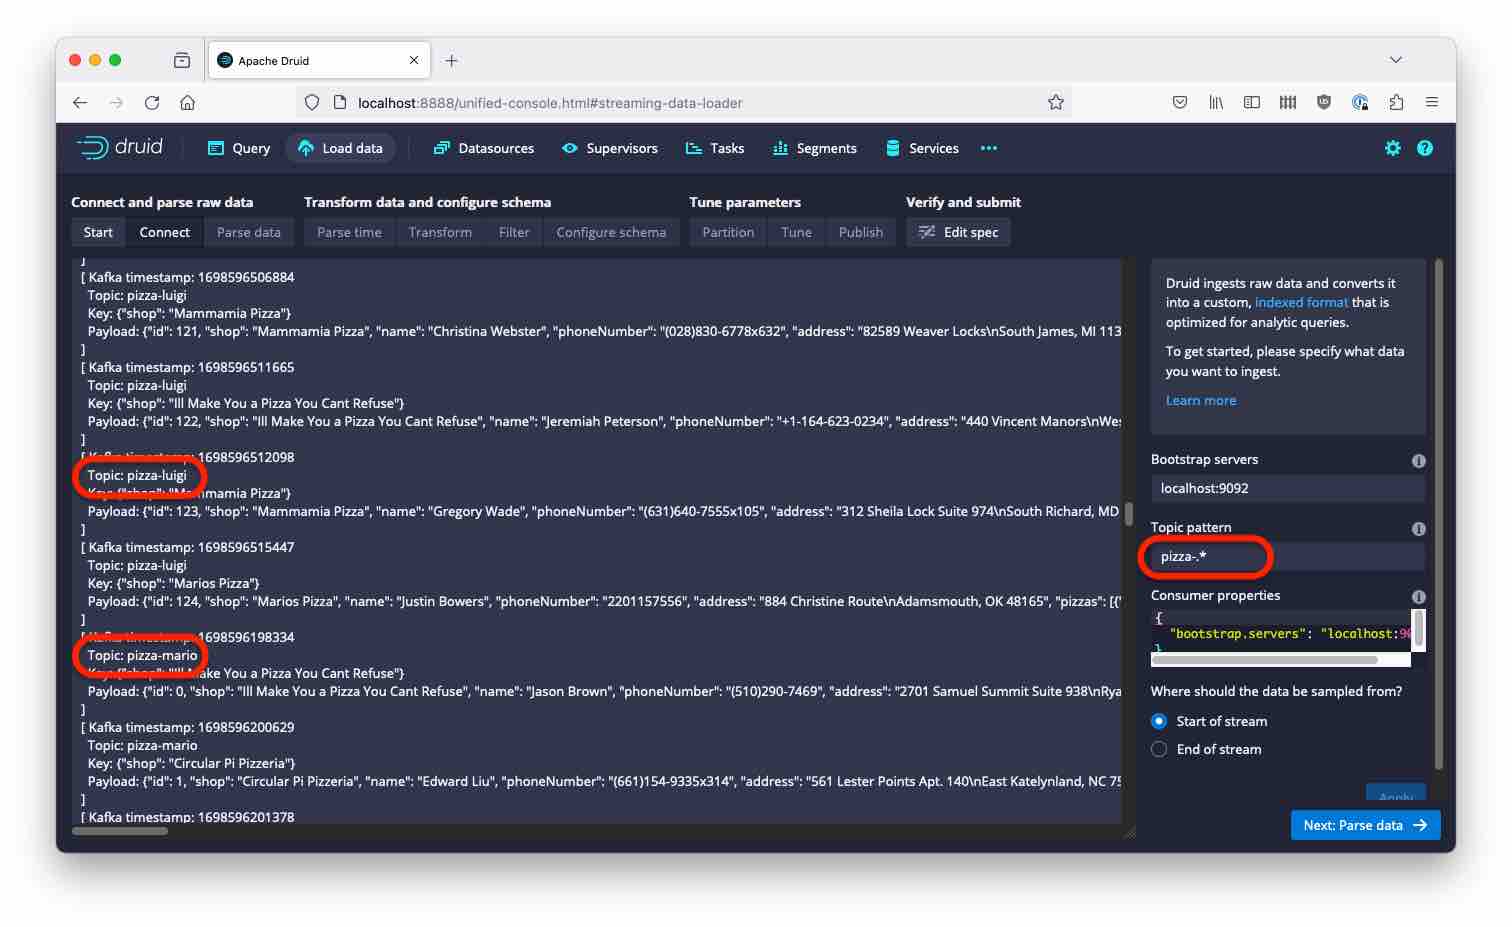 Apache Druid
localhost:8888/unified-console.html#streaming-data-loader
druid
Query
Load data
Datasources
Supervisors
Tasks
Segments
Services
Connect and parse raw data
Transform data and configure schema
Tune parameters
Verify and submit
Start
Connect
Parse data
Parse time
Transform
Filter
Configure schema
Partition
Tune
Publish
Edit spec
]
[ Kafka timestamp: 1698596506884
Topic: pizza-luigi
Key: {"shop": "Mammamia Pizza"}
Payload: {"id": 121, "shop": "Mammamia Pizza", "name": "Christina Webster", "phoneNumber": "(028)830-6778x632", "address": "82589 Weaver Locks\nSouth James, MI 113
]
[ Kafka timestamp: 1698596511665
Topic: pizza-luigi
Key: {"shop": "Ill Make You a Pizza You Cant Refuse"}
Payload: {"id": 122, "shop": "Ill Make You a Pizza You Cant Refuse", "name": "Jeremiah Peterson", "phoneNumber": "+1-164-623-0234", "address": "440 Vincent Manors\nWes
]
[ Kafka timestamp: 1698596512098
Topic: pizza-luigi
Key: {"shop": "Mammamia Pizza"}
Payload: {"id": 123, "shop": "Mammamia Pizza", "name": "Gregory Wade", "phoneNumber": "(631)640-7555x105", "address": "312 Sheila Lock Suite 974\nSouth Richard, MD
]
[ Kafka timestamp: 1698596515447
Topic: pizza-luigi
Key: {"shop": "Marios Pizza"}
Payload: {"id": 124, "shop": "Marios Pizza", "name": "Justin Bowers", "phoneNumber": "2201157556", "address": "884 Christine Route\nAdamsmouth, OK 48165", "pizzas": [{"
]
[ Kafka timestamp: 1698596198334
Topic: pizza-mario
Key: {"shop": "Ill Make You a Pizza You Cant Refuse"}
Payload: {"id": 0, "shop": "Ill Make You a Pizza You Cant Refuse", "name": "Jason Brown", "phoneNumber": "(510)290-7469", "address": "2701 Samuel Summit Suite 938\nRya
]
[ Kafka timestamp: 1698596200629
Topic: pizza-mario
Key: {"shop": "Circular Pi Pizzeria"}
Payload: {"id": 1, "shop": "Circular Pi Pizzeria", "name": "Edward Liu", "phoneNumber": "(661)154-9335x314", "address": "561 Lester Points Apt. 140\nEast Katelynland, NC 75
]
[ Kafka timestamp: 1698596201378
Druid ingests raw data and converts it
into a custom, indexed format that is
optimized for analytic queries.
To get started, please specify what data
you want to ingest.
Learn more
Bootstrap servers
localhost:9092
Topic pattern
pizza-.*
Consumer properties
{
"bootstrap.servers": "localhost:90
}
Where should the data be sampled from?
Start of stream
End of stream
Apply
Next: Parse data